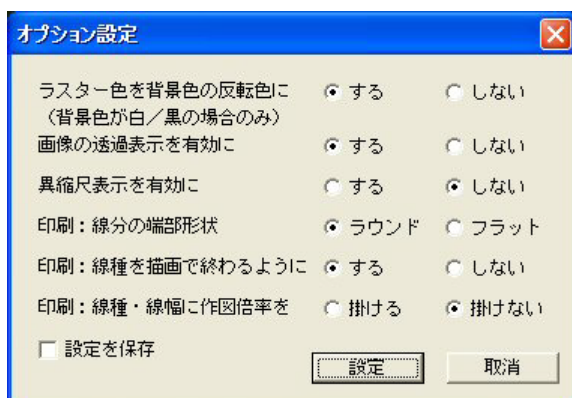 オプション設定
ラスター色を背景色の反転色に する しない
（背景色が白／黒の場合のみ）
画像の透過表示を有効に する しない
異縮尺表示を有効に する しない
印刷：線分の端部形状 ラウンド フラット
印刷：線種を描画で終わるように する しない
印刷：線種・線幅に作図倍率を 掛ける 掛けない
設定を保存 設定 取消